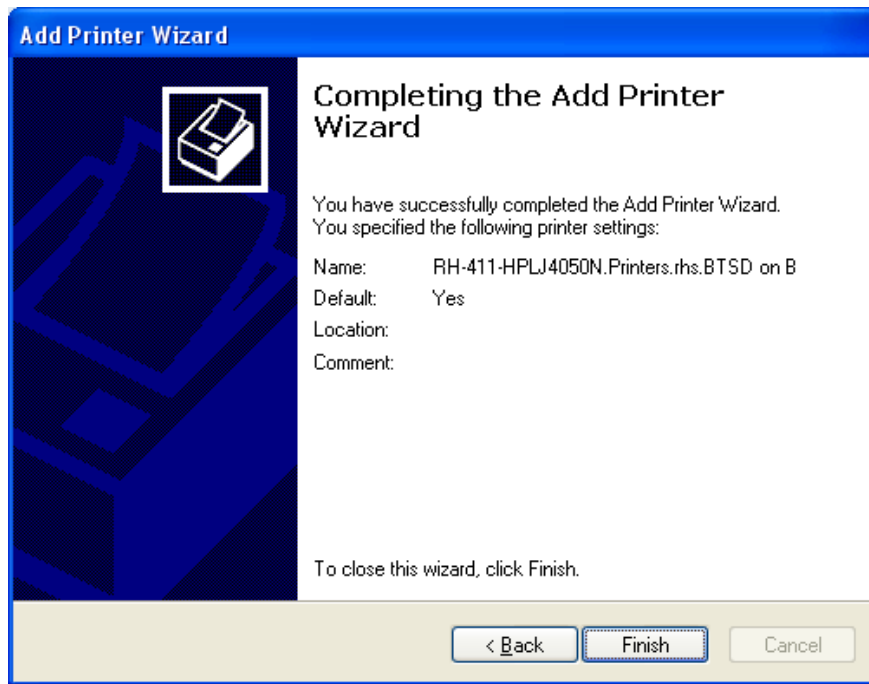 Add Printer Wizard
Completing the Add Printer
Wizard
You have successfully completed the Add Printer Wizard.
You specified the following printer settings:
Name: RH-411-HPLJ4050N.Printers.rhs.BTSD on B
Default: Yes
Location:
Comment:
To close this wizard, click Finish.
< Back Finish Cancel